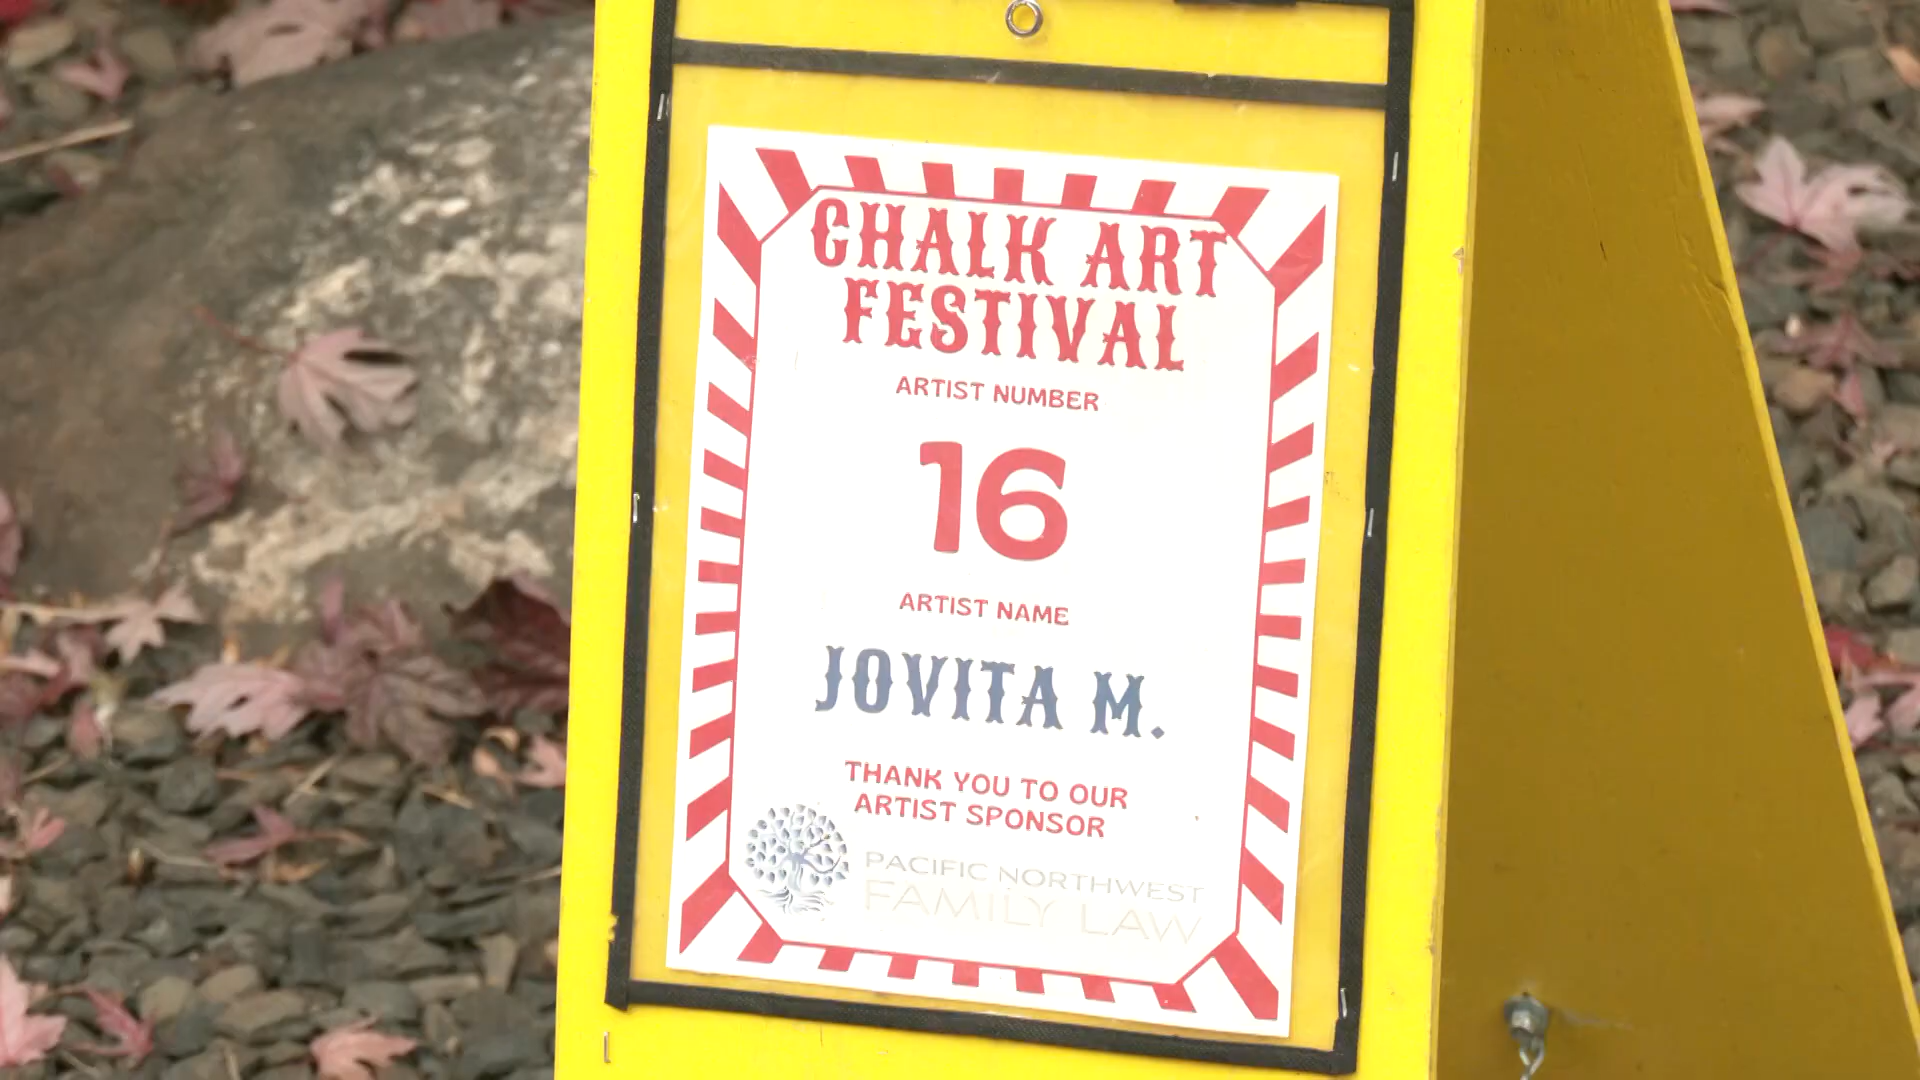 CHALK ART
FESTIVAL
ARTIST NUMBER
16
ARTIST NAME
JOVITA M.
THANK YOU TO OUR
ARTIST SPONSOR
PACIFIC NORTHWEST
FAMILY LAW